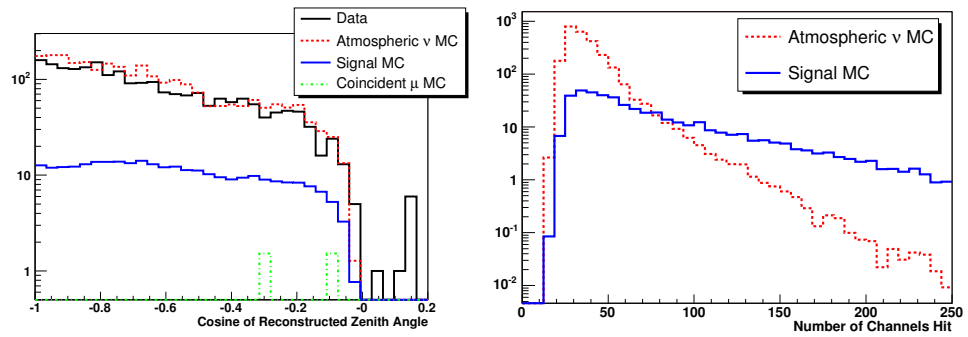 Data
Atmospheric ν MC
Signal MC
Coincident μ MC
10²
10
1
-1 -0.8 -0.6 -0.4 -0.2 -0 0.2
Cosine of Reconstructed Zenith Angle
Atmospheric ν MC
Signal MC
10³
10²
10
1
10⁻¹
10⁻²
0 50 100 150 200 250
Number of Channels Hit